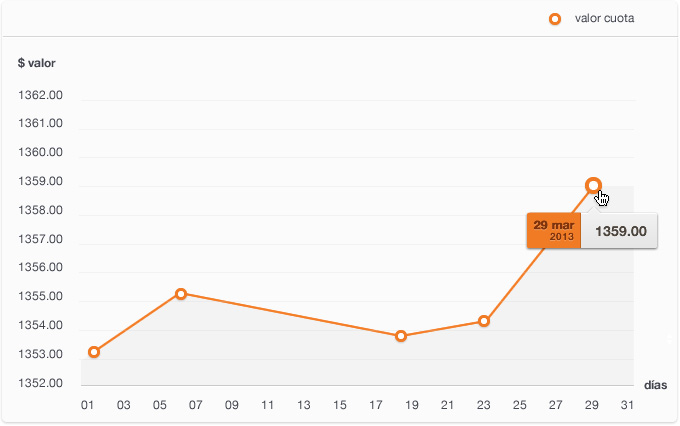 valor cuota
$ valor
1362.00
1361.00
1360.00
1359.00
1358.00
1357.00
1356.00
1355.00
1354.00
1353.00
1352.00
29 mar
2013
1359.00
días
01 03 05 07 09 11 13 15 17 19 21 23 25 27 29 31